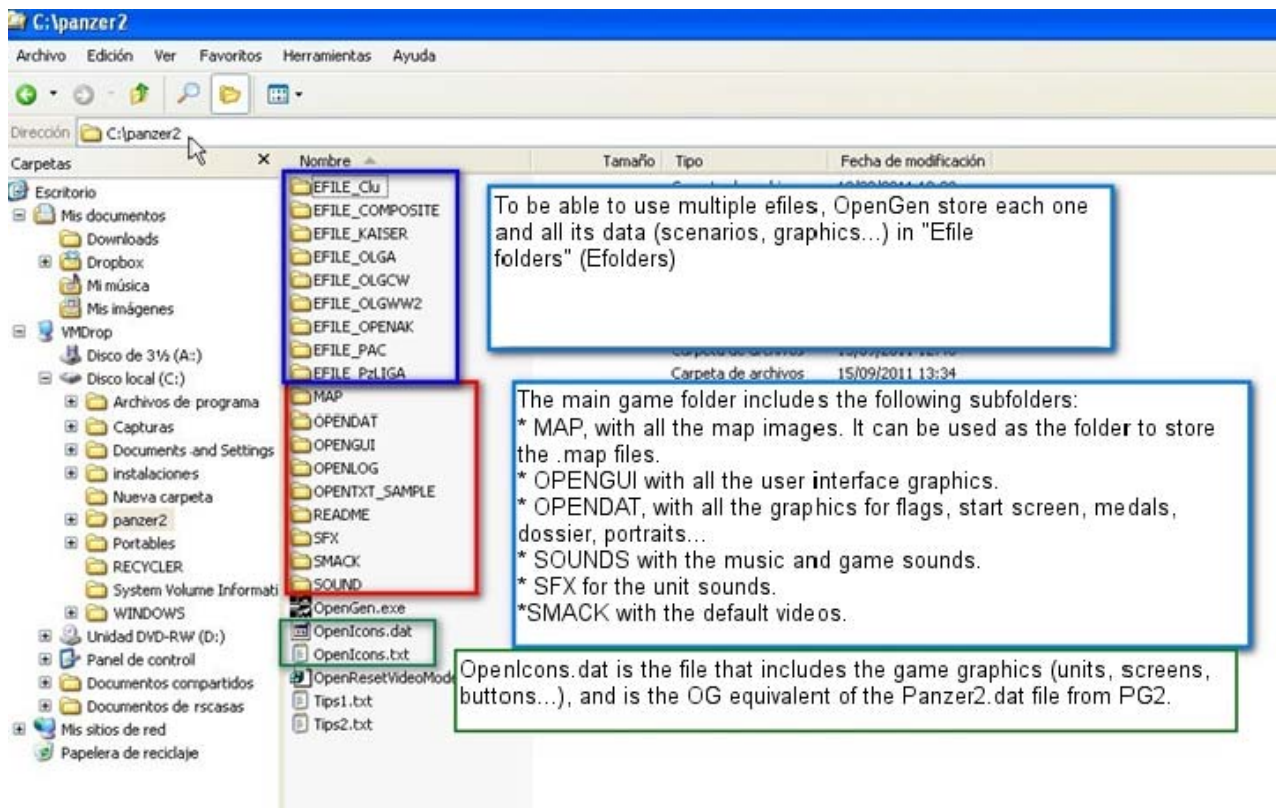 C:\panzer2
Archivo Edición Ver Favoritos Herramientas Ayuda
Dirección C:\panzer2
Carpetas X
Escritorio
Mis documentos
Downloads
Dropbox
Mi música
Mis imágenes
VMDrop
Disco de 3½ (A:)
Disco local (C:)
Archivos de programa
Capturas
Documents and Settings
instalaciones
Nueva carpeta
panzer2
Portables
RECYCLER
System Volume Informati
WINDOWS
Unidad DVD-RW (D:)
Panel de control
Documentos compartidos
Documentos de rscasas
Mis sitios de red
Papelera de reciclaje
Nombre Tamaño Tipo Fecha de modificación
EFILE_Clu
EFILE_COMPOSITE
EFILE_KAISER
EFILE_OLGA
EFILE_OLGCW
EFILE_OLGWW2
EFILE_OPENAK
EFILE_PAC
EFILE_PzLIGA Carpeta de archivos 15/09/2011 13:34
MAP
OPENDAT
OPENGUI
OPENLOG
OPENTXT_SAMPLE
README
SFX
SMACK
SOUND
OpenGen.exe
OpenIcons.dat
OpenIcons.txt
OpenResetVideoMode
Tips1.txt
Tips2.txt
To be able to use multiple efiles, OpenGen store each one
and all its data (scenarios, graphics...) in "Efile
folders" (Efolders)
The main game folder includes the following subfolders:
* MAP, with all the map images. It can be used as the folder to store
the .map files.
* OPENGUI with all the user interface graphics.
* OPENDAT, with all the graphics for flags, start screen, medals,
dossier, portraits...
* SOUNDS with the music and game sounds.
* SFX for the unit sounds.
*SMACK with the default videos.
OpenIcons.dat is the file that includes the game graphics (units, screens,
buttons...), and is the OG equivalent of the Panzer2.dat file from PG2.